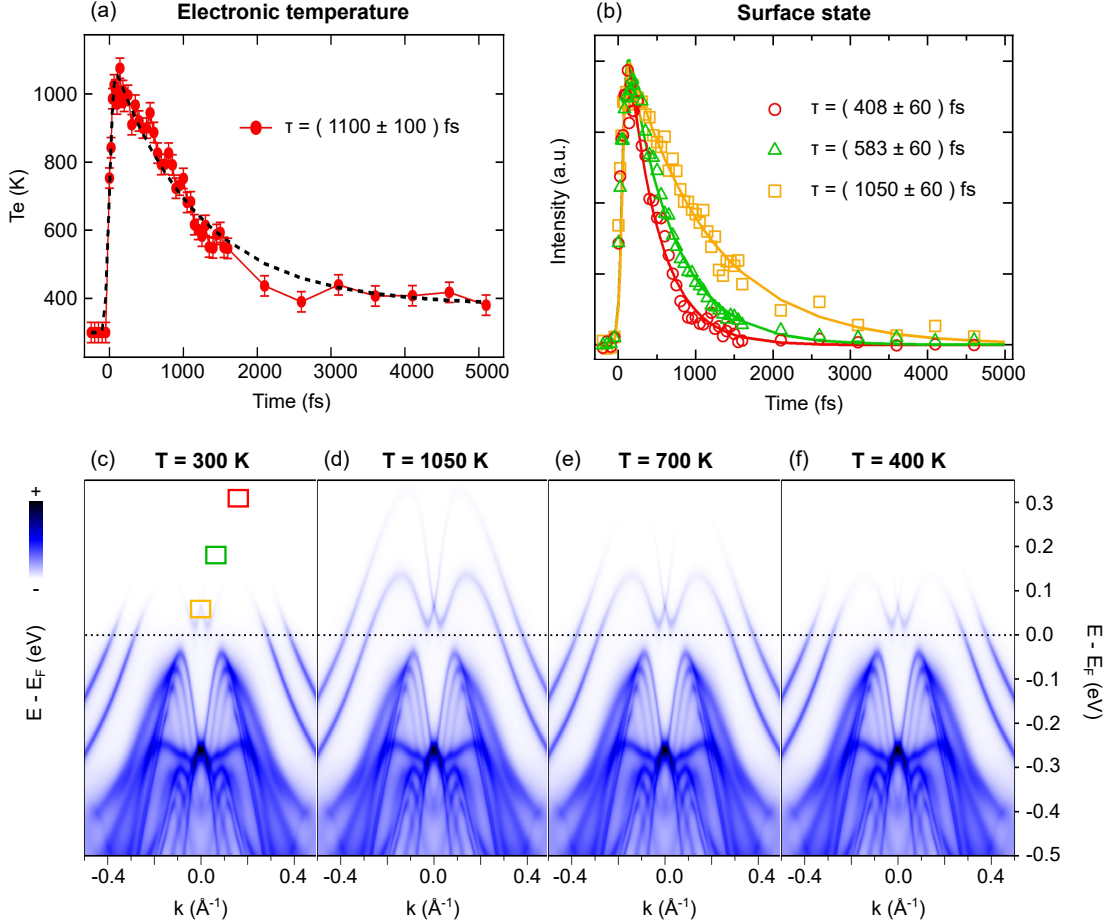 (a) Electronic temperature
Te (K)
1000
800
600
400
τ = ( 1100 ± 100 ) fs
0 1000 2000 3000 4000 5000
Time (fs)
(b) Surface state
Intensity (a.u.)
τ = ( 408 ± 60 ) fs
τ = ( 583 ± 60 ) fs
τ = ( 1050 ± 60 ) fs
0 1000 2000 3000 4000 5000
Time (fs)
(c) T = 300 K (d) T = 1050 K (e) T = 700 K (f) T = 400 K
+
-
E - E_F (eV)
0.3
0.2
0.1
0.0
-0.1
-0.2
-0.3
-0.4
-0.5
E - E_F (eV)
-0.4 0.0 0.4 -0.4 0.0 0.4 -0.4 0.0 0.4 -0.4 0.0 0.4
k (Å⁻¹) k (Å⁻¹) k (Å⁻¹) k (Å⁻¹)